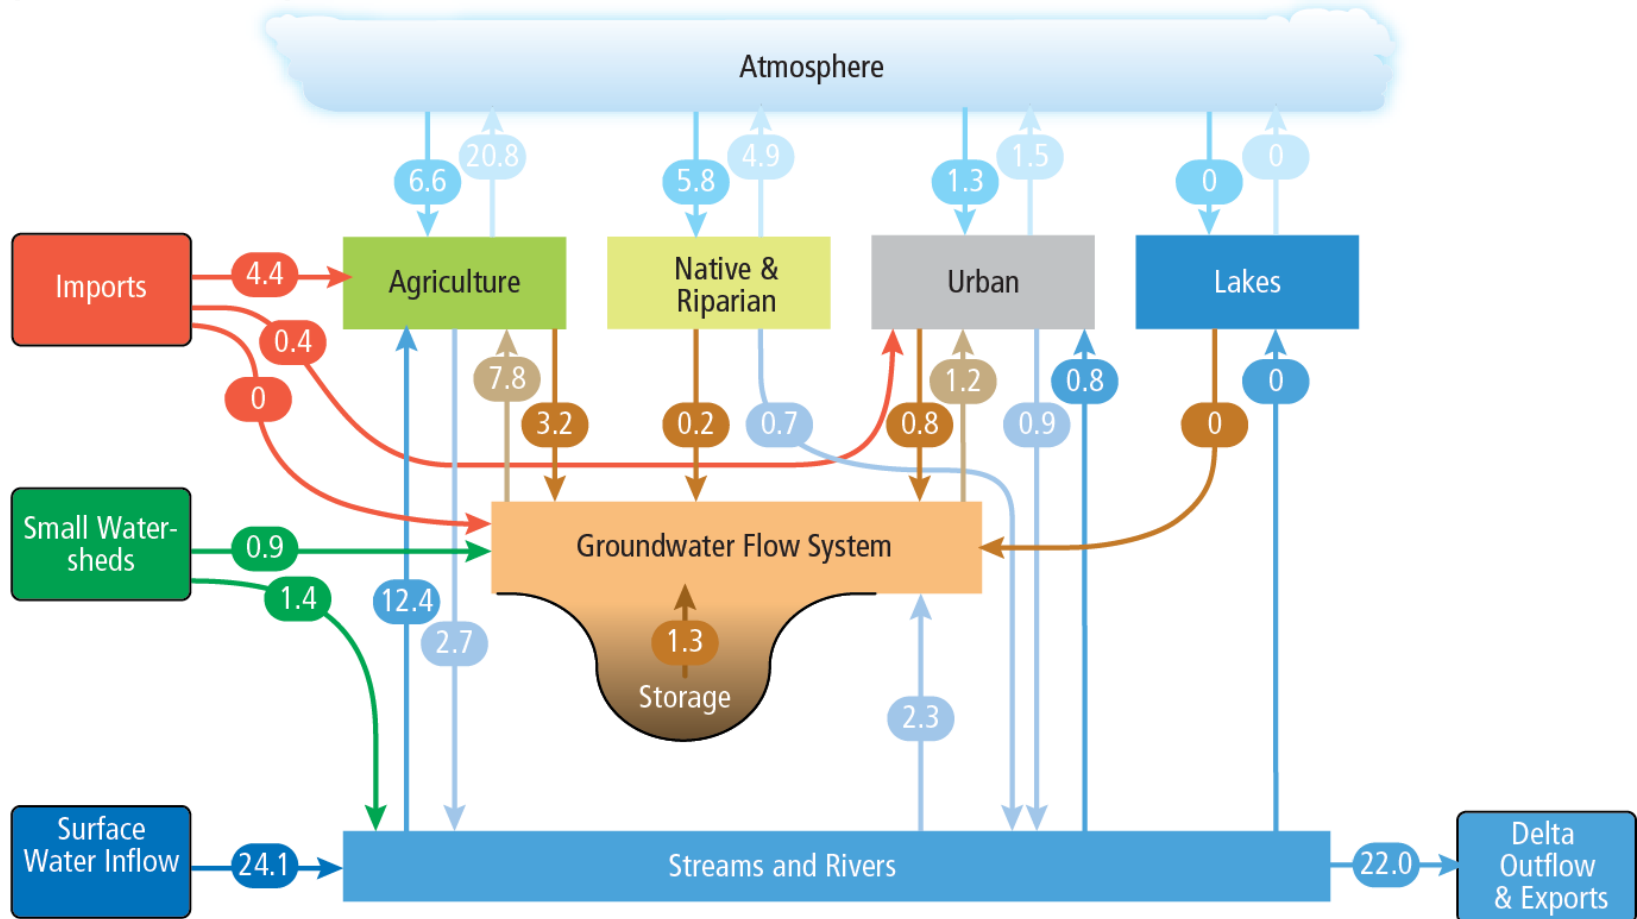 Atmosphere
20.8
4.9
1.5
0
6.6
5.8
1.3
0
Imports
4.4
Agriculture
Native &
Riparian
Urban
Lakes
0.4
0
7.8
3.2
0.2
0.7
0.8
1.2
0.9
0.8
0
0
Small Water-
sheds
0.9
1.4
Groundwater Flow System
12.4
2.7
1.3
Storage
2.3
Surface
Water Inflow
24.1
Streams and Rivers
22.0
Delta
Outflow
& Exports